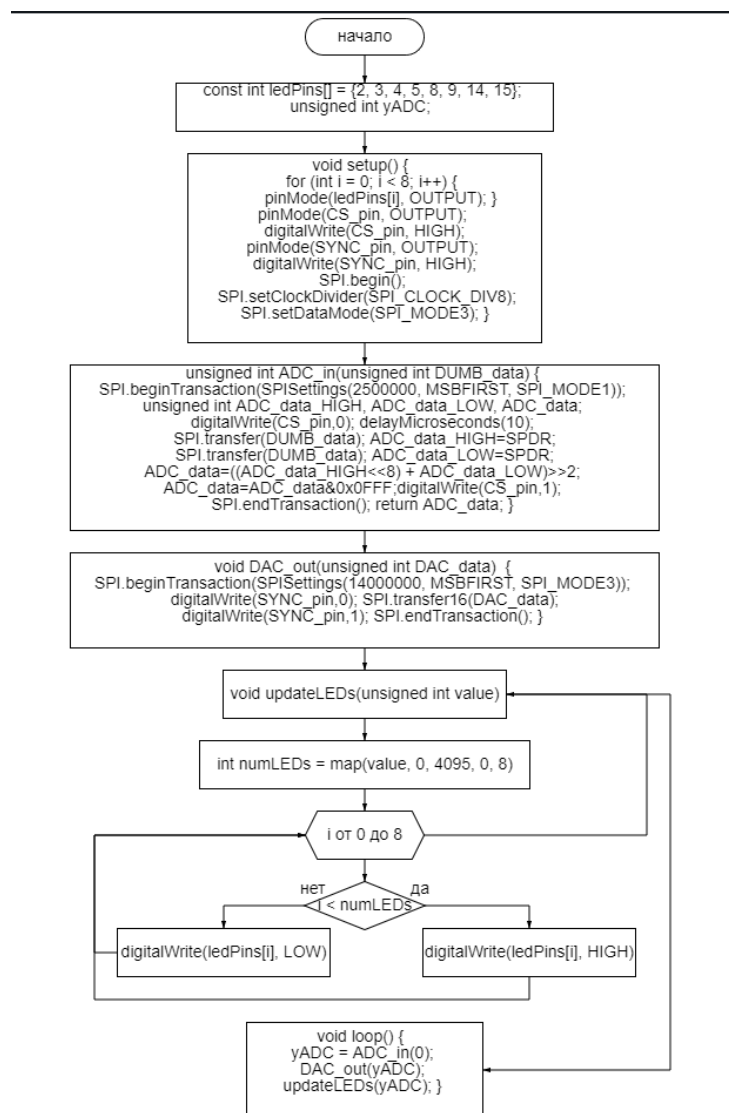 начало
const int ledPins[] = {2, 3, 4, 5, 8, 9, 14, 15};
unsigned int yADC;
void setup() {
for (int i = 0; i < 8; i++) {
pinMode(ledPins[i], OUTPUT); }
pinMode(CS_pin, OUTPUT);
digitalWrite(CS_pin, HIGH);
pinMode(SYNC_pin, OUTPUT);
digitalWrite(SYNC_pin, HIGH);
SPI.begin();
SPI.setClockDivider(SPI_CLOCK_DIV8);
SPI.setDataMode(SPI_MODE3); }
unsigned int ADC_in(unsigned int DUMB_data) {
SPI.beginTransaction(SPISettings(2500000, MSBFIRST, SPI_MODE1));
unsigned int ADC_data_HIGH, ADC_data_LOW, ADC_data;
digitalWrite(CS_pin,0); delayMicroseconds(10);
SPI.transfer(DUMB_data); ADC_data_HIGH=SPDR;
SPI.transfer(DUMB_data); ADC_data_LOW=SPDR;
ADC_data=((ADC_data_HIGH<<8) + ADC_data_LOW)>>2;
ADC_data=ADC_data&0x0FFF;digitalWrite(CS_pin,1);
SPI.endTransaction(); return ADC_data; }
void DAC_out(unsigned int DAC_data) {
SPI.beginTransaction(SPISettings(14000000, MSBFIRST, SPI_MODE3));
digitalWrite(SYNC_pin,0); SPI.transfer16(DAC_data);
digitalWrite(SYNC_pin,1); SPI.endTransaction(); }
void updateLEDs(unsigned int value)
int numLEDs = map(value, 0, 4095, 0, 8)
i от 0 до 8
нет да
i < numLEDs
digitalWrite(ledPins[i], LOW) digitalWrite(ledPins[i], HIGH)
void loop() {
yADC = ADC_in(0);
DAC_out(yADC);
updateLEDs(yADC); }